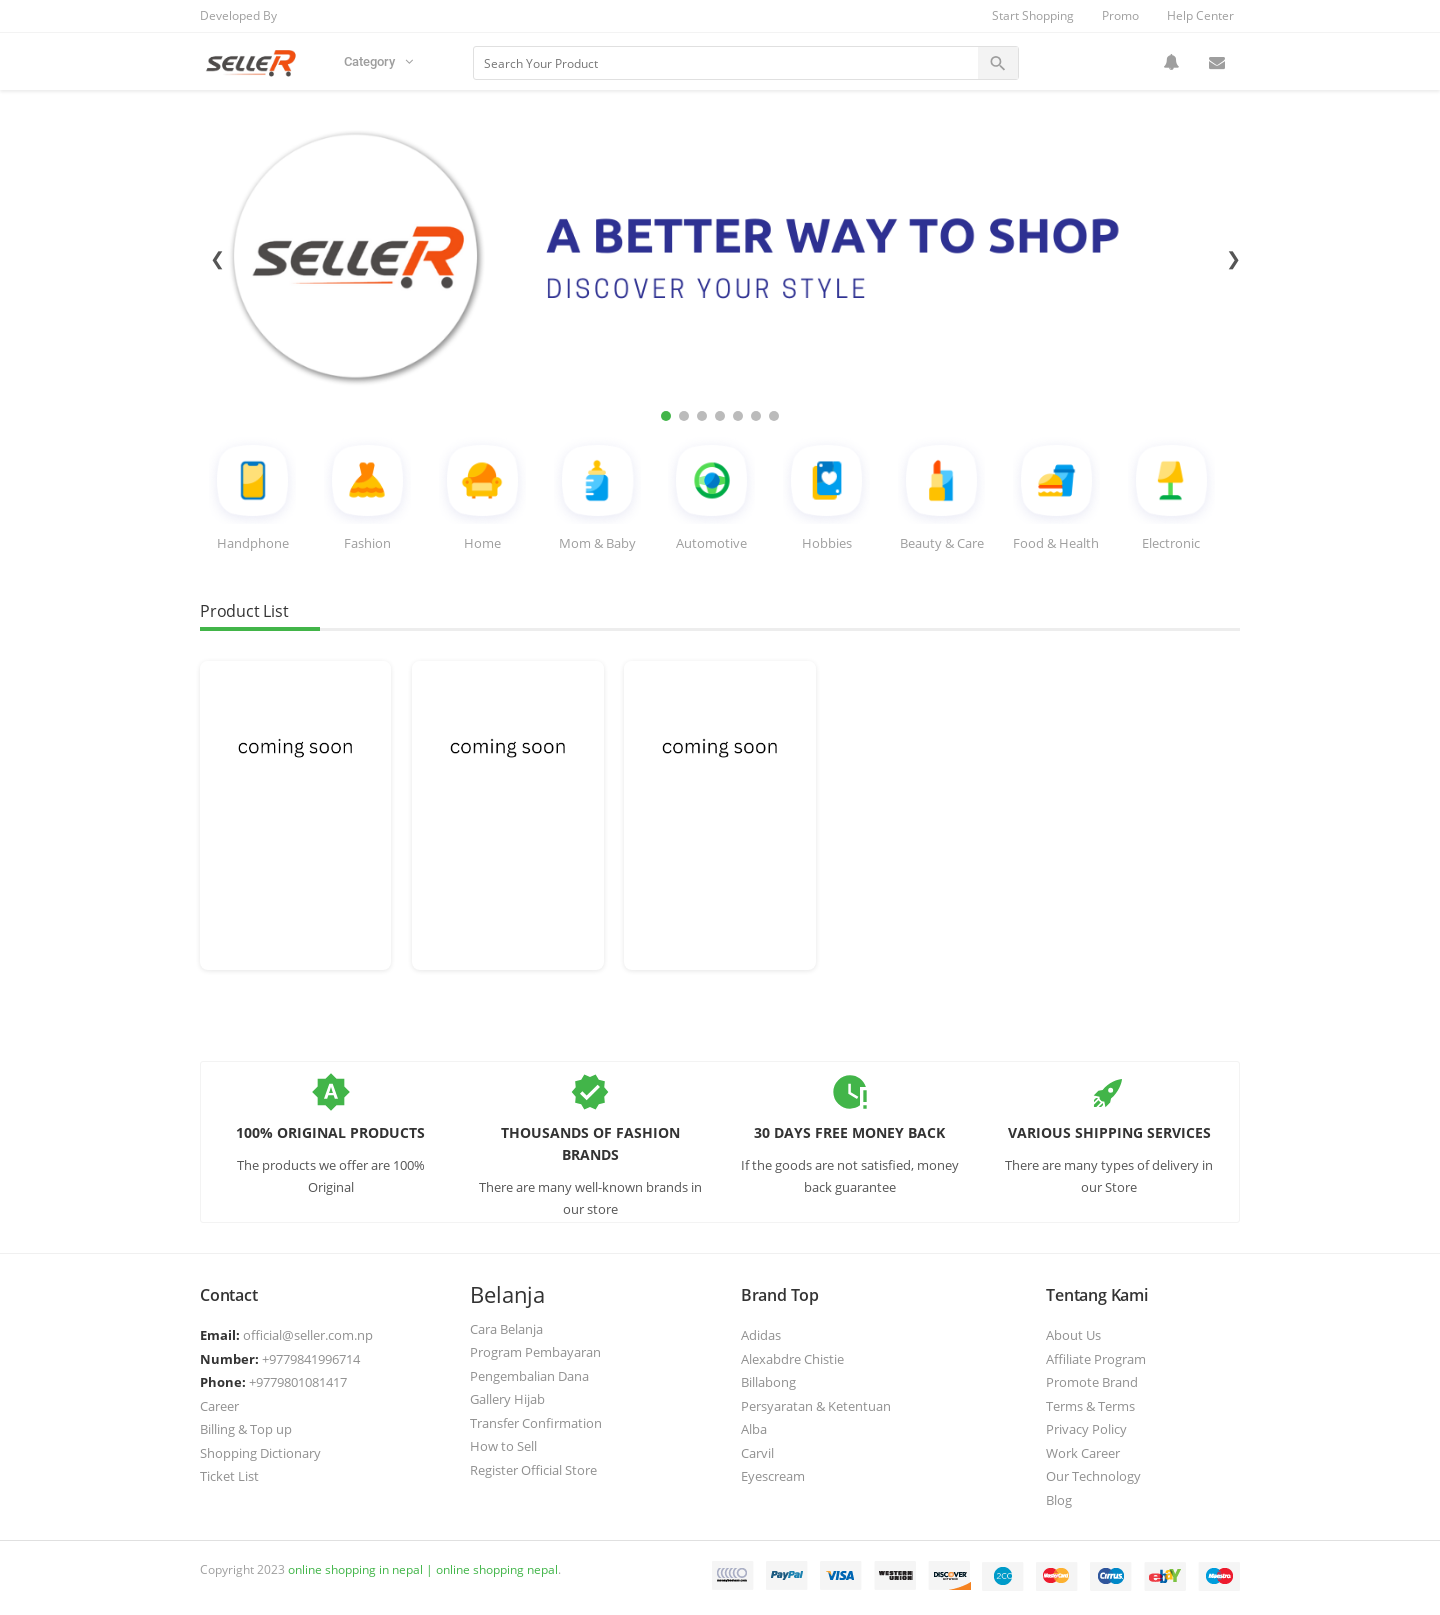 Developed By
Start Shopping Promo Help Center
SELLER Category Search Your Product
SELLER
A BETTER WAY TO SHOP
DISCOVER YOUR STYLE
Handphone Fashion Home Mom & Baby Automotive Hobbies Beauty & Care Food & Health Electronic
Product List
coming soon coming soon coming soon
A
100% ORIGINAL PRODUCTS
The products we offer are 100%
Original
THOUSANDS OF FASHION
BRANDS
There are many well-known brands in
our store
30 DAYS FREE MONEY BACK
If the goods are not satisfied, money
back guarantee
VARIOUS SHIPPING SERVICES
There are many types of delivery in
our Store
Contact
Email: official@seller.com.np
Number: +9779841996714
Phone: +9779801081417
Career
Billing & Top up
Shopping Dictionary
Ticket List
Belanja
Cara Belanja
Program Pembayaran
Pengembalian Dana
Gallery Hijab
Transfer Confirmation
How to Sell
Register Official Store
Brand Top
Adidas
Alexabdre Chistie
Billabong
Persyaratan & Ketentuan
Alba
Carvil
Eyescream
Tentang Kami
About Us
Affiliate Program
Promote Brand
Terms & Terms
Privacy Policy
Work Career
Our Technology
Blog
Copyright 2023 online shopping in nepal | online shopping nepal.
PayPal VISA WESTERN UNION DISCOVER 2CO MasterCard Cirrus ebay Maestro